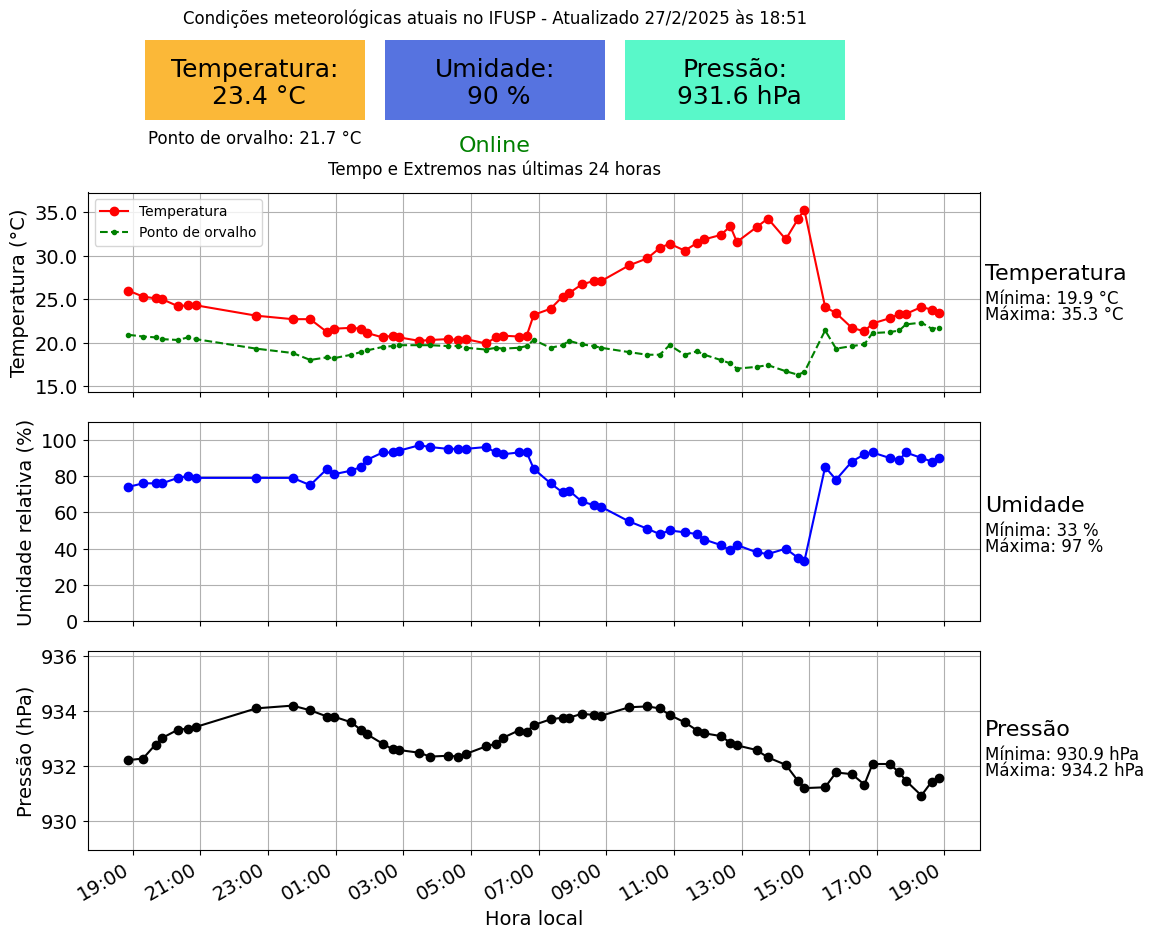 Condições meteorológicas atuais no IFUSP - Atualizado 27/2/2025 às 18:51
Temperatura:
23.4 °C
Umidade:
90 %
Pressão:
931.6 hPa
Ponto de orvalho: 21.7 °C
Online
Tempo e Extremos nas últimas 24 horas
Temperatura (°C)
35.0
30.0
25.0
20.0
15.0
Temperatura
Ponto de orvalho
Temperatura
Mínima: 19.9 °C
Máxima: 35.3 °C
Umidade relativa (%)
100
80
60
40
20
0
Umidade
Mínima: 33 %
Máxima: 97 %
Pressão (hPa)
936
934
932
930
Pressão
Mínima: 930.9 hPa
Máxima: 934.2 hPa
19:00 21:00 23:00 01:00 03:00 05:00 07:00 09:00 11:00 13:00 15:00 17:00 19:00
Hora local